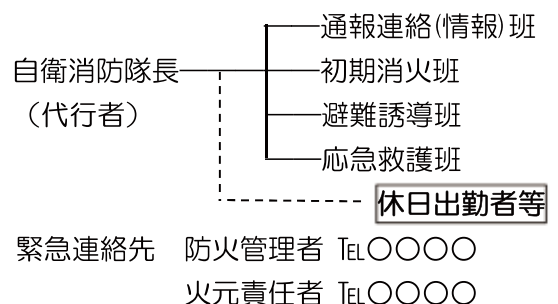 通報連絡(情報)班
自衛消防隊長
初期消火班
（代行者）
避難誘導班
応急救護班
休日出勤者等
緊急連絡先 防火管理者 ℡〇〇〇〇
火元責任者 ℡〇〇〇〇